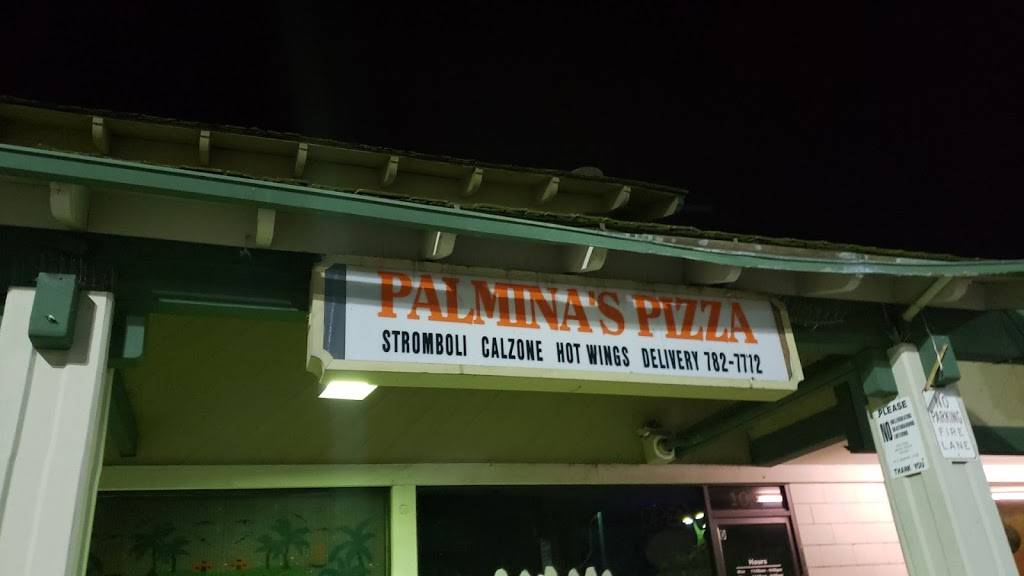 PALMINA'S PIZZA
STROMBOLI CALZONE HOT WINGS DELIVERY 782-7712
PLEASE
NO
THANK YOU
NO
PARKING
FIRE
LANE
Hours